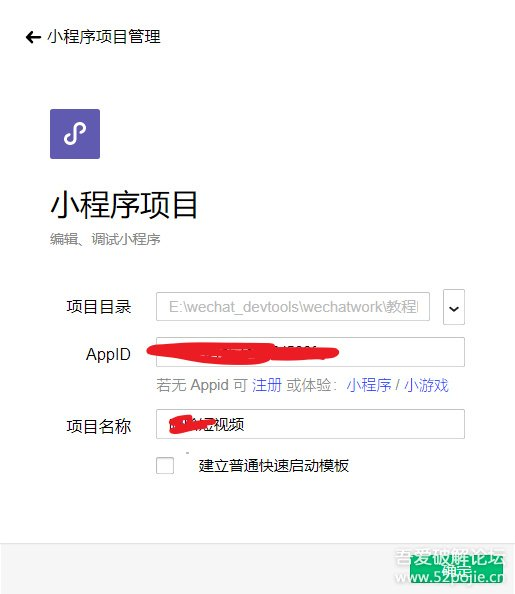 小程序项目管理
小程序项目
编辑、调试小程序
项目目录 E:\wechat_devtools\wechatwork\教程
AppID
若无 Appid 可 注册 或体验: 小程序 / 小游戏
项目名称 短视频
建立普通快速启动模板
吾爱破解论坛
确定
www.52pojie.cn